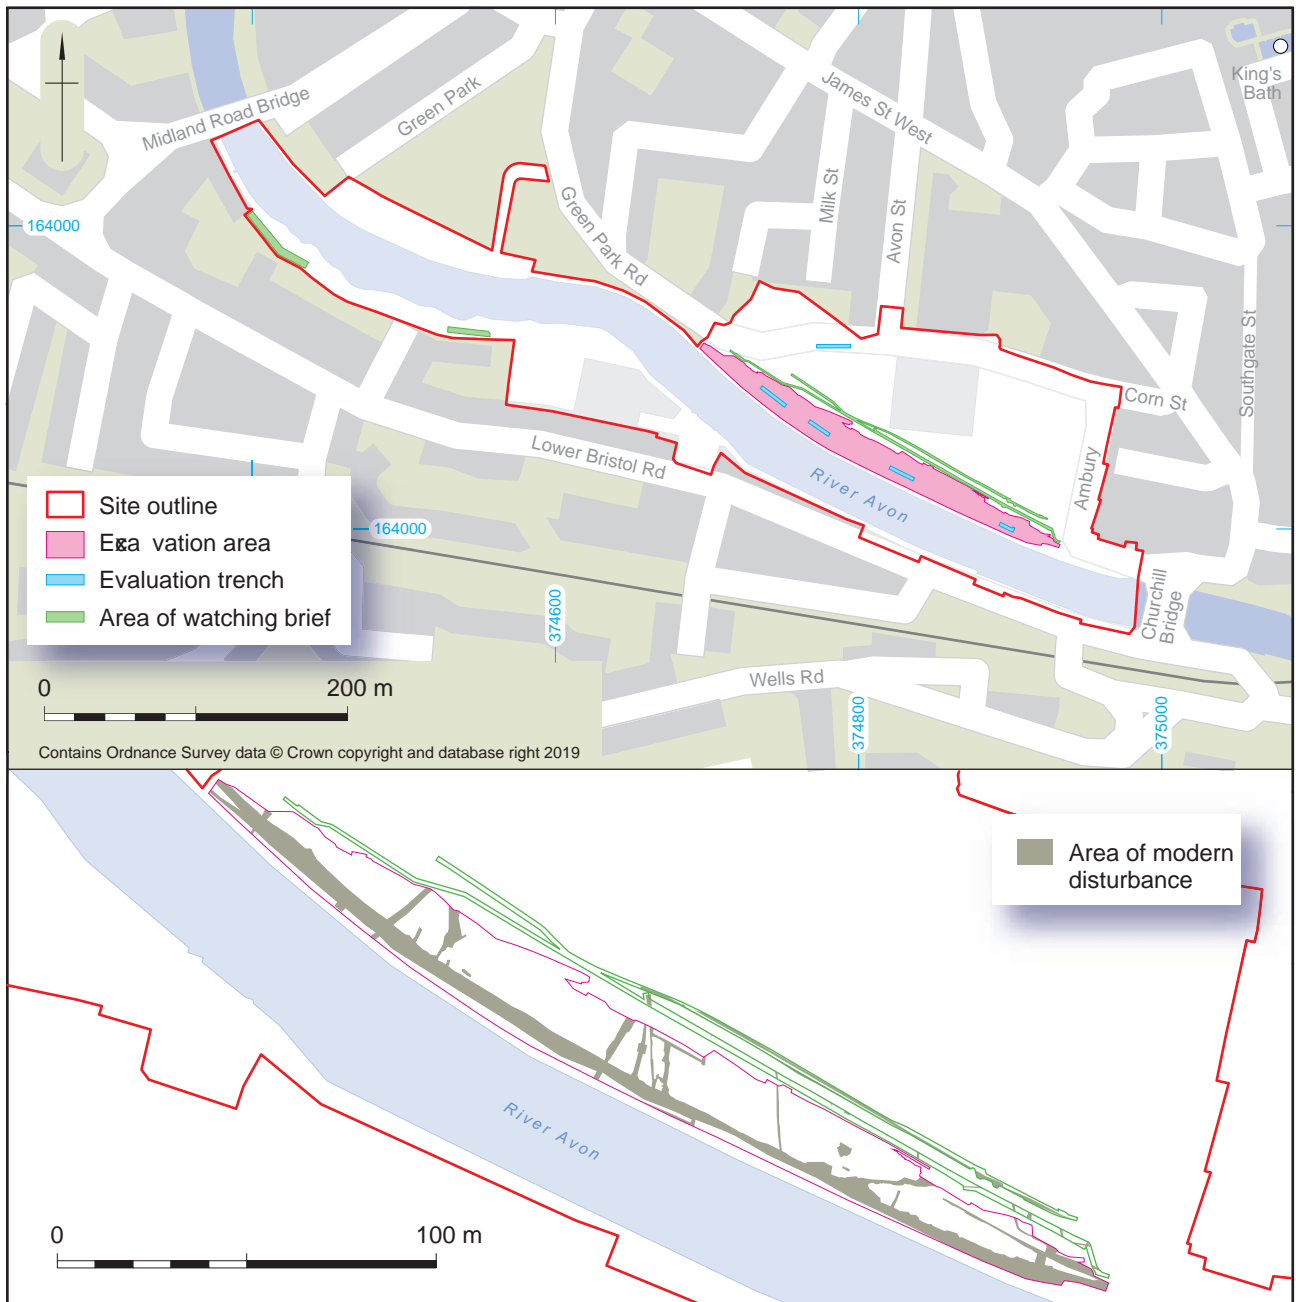 King's
Bath
Midland Road Bridge
Green Park
James St West
Milk St
Avon St
Green Park Rd
164000
Southgate St
Corn St
Lower Bristol Rd
River Avon
Ambury
Site outline
Exca vation area
Evaluation trench
Area of watching brief
164000
374600
Churchill
Bridge
Wells Rd
374800
375000
0 200 m
Contains Ordnance Survey data © Crown copyright and database right 2019
Area of modern
disturbance
River Avon
0 100 m